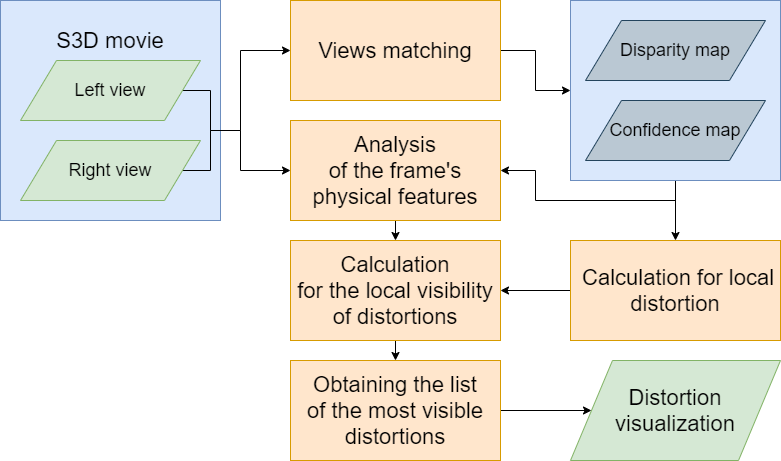 S3D movie
Left view
Right view
Views matching
Disparity map
Confidence map
Analysis
of the frame's
physical features
Calculation
for the local visibility
of distortions
Calculation for local
distortion
Obtaining the list
of the most visible
distortions
Distortion
visualization